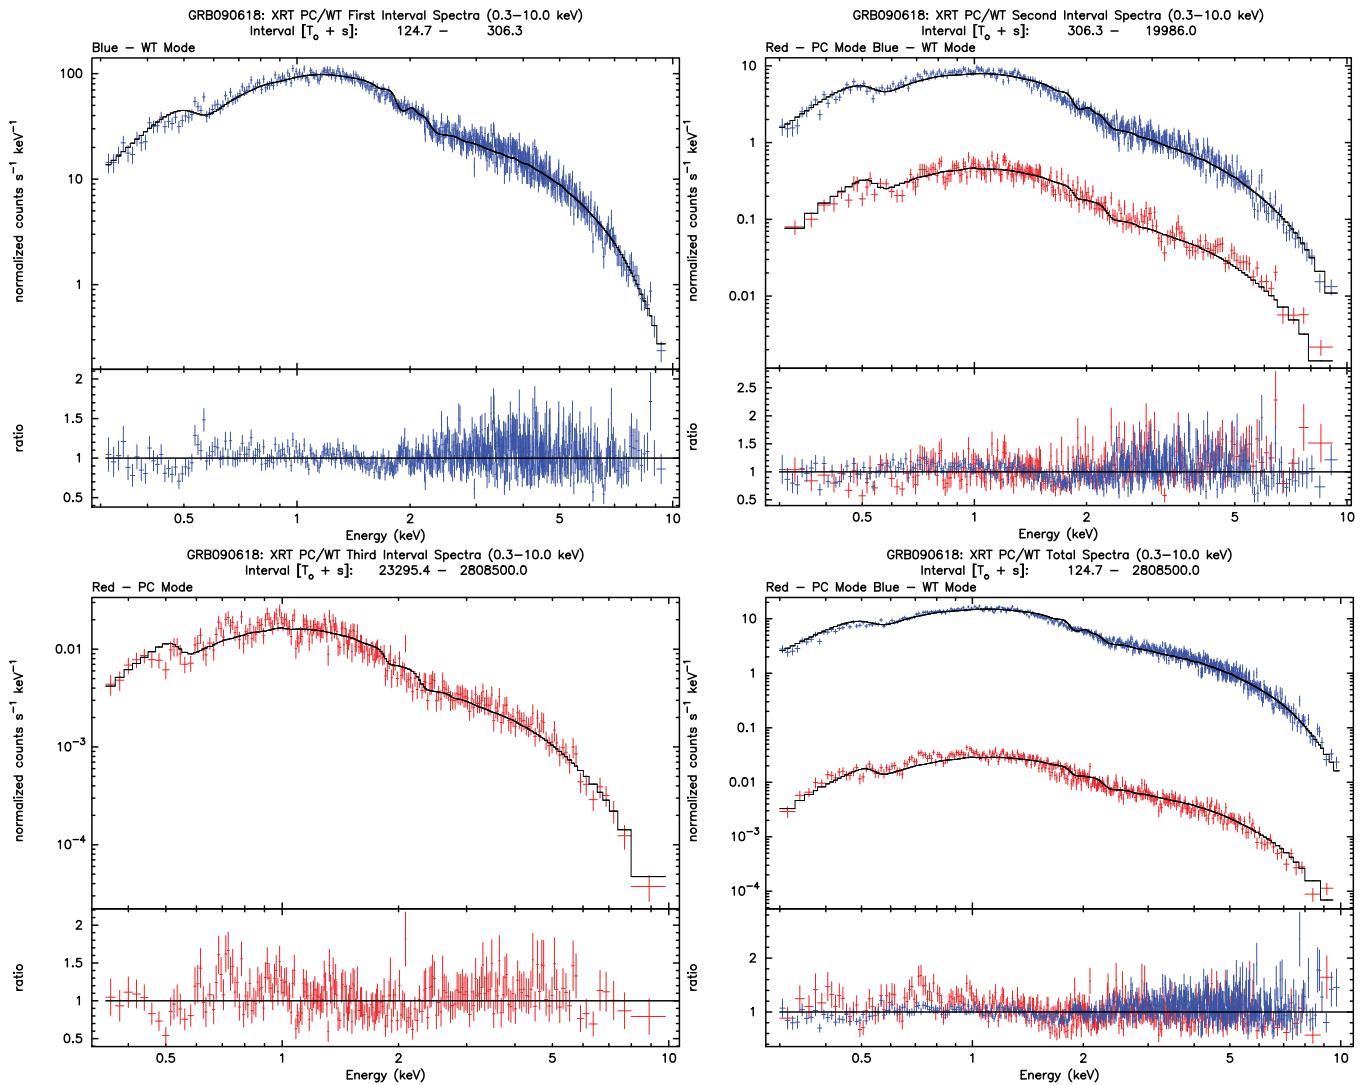 GRB090618: XRT PC/WT First Interval Spectra (0.3−10.0 keV)
Interval [To + s]: 124.7 − 306.3
Blue − WT Mode
normalized counts s−1 keV−1
100
10
1
ratio
2
1.5
1
0.5
0.5 1 2 5 10
Energy (keV)
GRB090618: XRT PC/WT Second Interval Spectra (0.3−10.0 keV)
Interval [To + s]: 306.3 − 19986.0
Red − PC Mode Blue − WT Mode
normalized counts s−1 keV−1
10
1
0.1
0.01
ratio
2.5
2
1.5
1
0.5
0.5 1 2 5 10
Energy (keV)
GRB090618: XRT PC/WT Third Interval Spectra (0.3−10.0 keV)
Interval [To + s]: 23295.4 − 2808500.0
Red − PC Mode
normalized counts s−1 keV−1
0.01
10−3
10−4
ratio
2
1.5
1
0.5
0.5 1 2 5 10
Energy (keV)
GRB090618: XRT PC/WT Total Spectra (0.3−10.0 keV)
Interval [To + s]: 124.7 − 2808500.0
Red − PC Mode Blue − WT Mode
normalized counts s−1 keV−1
10
1
0.1
0.01
10−3
10−4
ratio
2
1
0.5 1 2 5 10
Energy (keV)